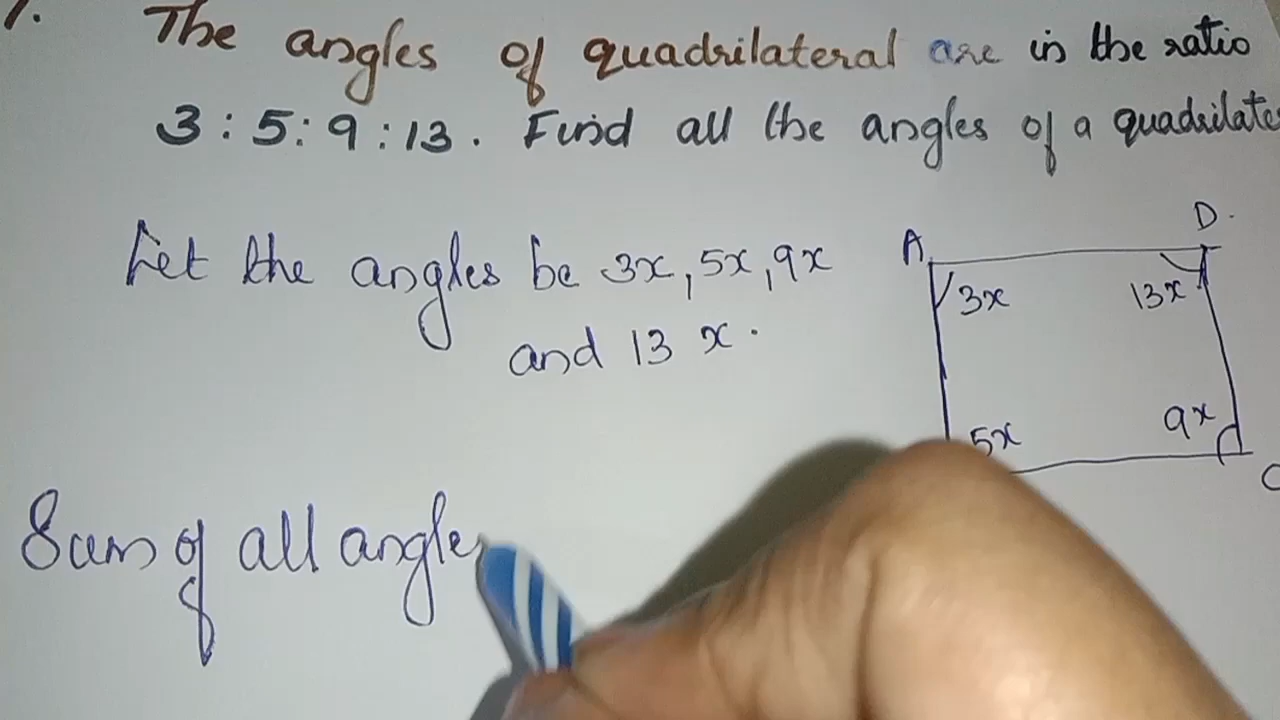 1. The angles of quadrilateral are in the ratio
3 : 5 : 9 : 13. Find all the angles of a quadrilate
Let the angles be 3x, 5x, 9x
and 13 x.
A
D.
3x
13x
5x
9x
C
Sum of all angles